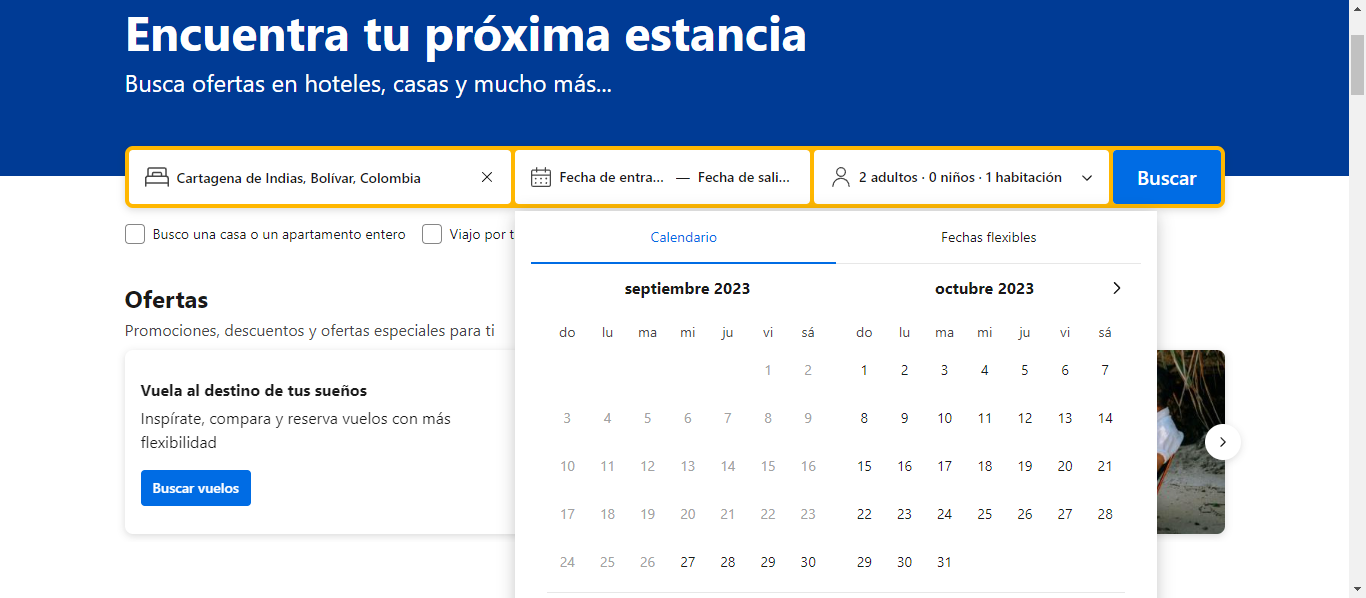 Encuentra tu próxima estancia
Busca ofertas en hoteles, casas y mucho más...
Cartagena de Indias, Bolívar, Colombia
Fecha de entra... — Fecha de sali...
2 adultos · 0 niños · 1 habitación
Buscar
Busco una casa o un apartamento entero
Viajo por t
Calendario
Fechas flexibles
septiembre 2023
do lu ma mi ju vi sá
1 2
3 4 5 6 7 8 9
10 11 12 13 14 15 16
17 18 19 20 21 22 23
24 25 26 27 28 29 30
octubre 2023
do lu ma mi ju vi sá
1 2 3 4 5 6 7
8 9 10 11 12 13 14
15 16 17 18 19 20 21
22 23 24 25 26 27 28
29 30 31
Ofertas
Promociones, descuentos y ofertas especiales para ti
Vuela al destino de tus sueños
Inspírate, compara y reserva vuelos con más
flexibilidad
Buscar vuelos